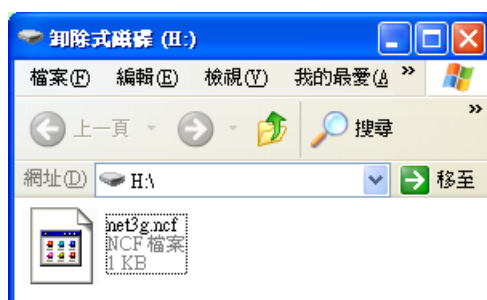 卸除式磁碟 (H:)
檔案(F) 編輯(E) 檢視(V) 我的最愛(A »
上一頁 搜尋 »
網址(D) H:\ 移至
net3g.ncf
NCF 檔案
1 KB